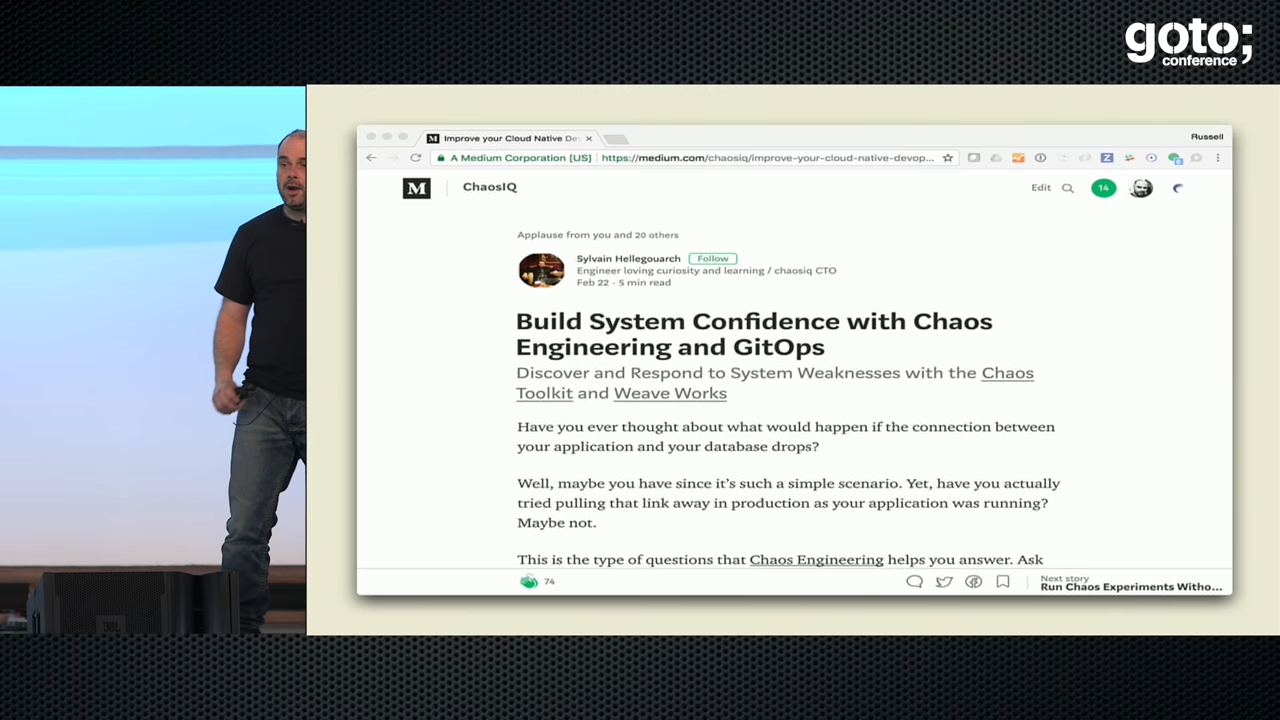 goto;
conference
Improve your Cloud Native De
Russell
A Medium Corporation [US] https://medium.com/chaosiq/improve-your-cloud-native-devop...
M ChaosIQ
Edit
14
Applause from you and 20 others
Sylvain Hellegouarch Follow
Engineer loving curiosity and learning / chaosiq CTO
Feb 22 · 5 min read
Build System Confidence with Chaos
Engineering and GitOps
Discover and Respond to System Weaknesses with the Chaos
Toolkit and Weave Works
Have you ever thought about what would happen if the connection between
your application and your database drops?
Well, maybe you have since it's such a simple scenario. Yet, have you actually
tried pulling that link away in production as your application was running?
Maybe not.
This is the type of questions that Chaos Engineering helps you answer. Ask
74
Next story
Run Chaos Experiments Witho...
JBL